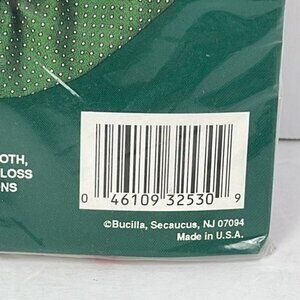 OTH,
LOSS
NS
0 46109 32530 9
©Bucilla, Secaucus, NJ 07094
Made in U.S.A.